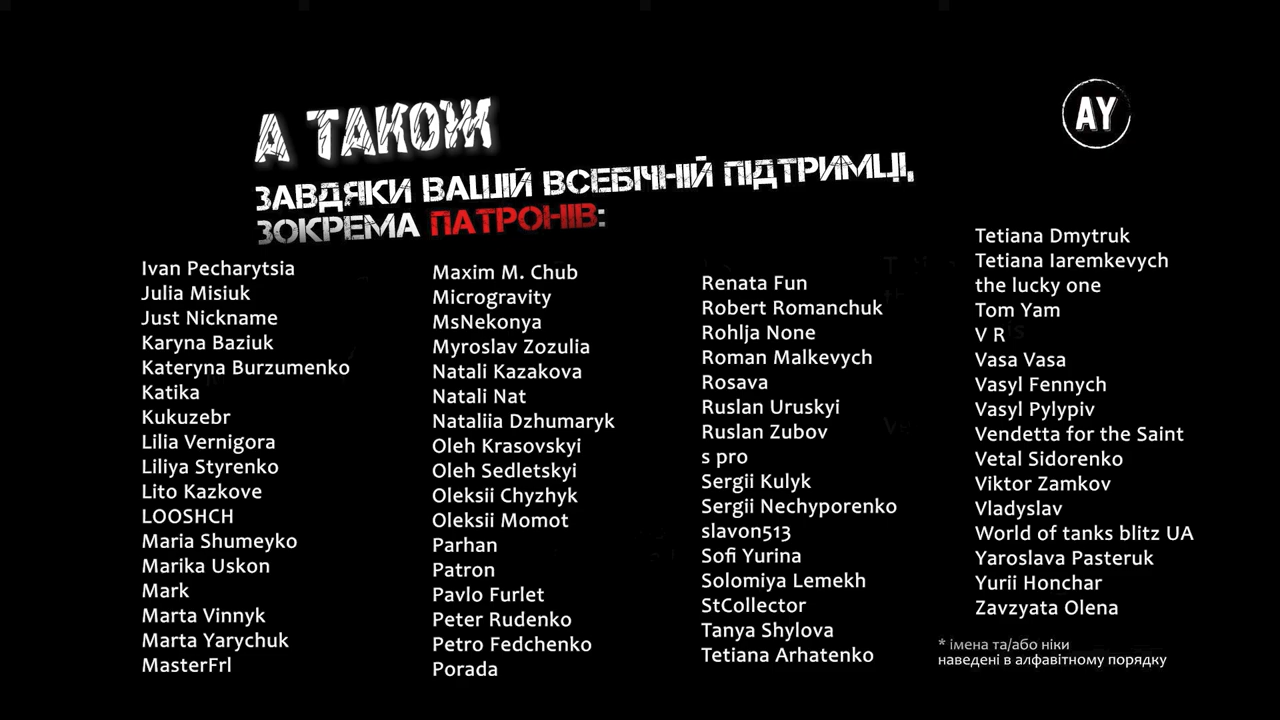 А ТАКОЖ
AY
ЗАВДЯКИ ВАШІЙ ВСЕБІЧНІЙ ПІДТРИМЦІ,
ЗОКРЕМА ПАТРОНІВ:
Ivan Pecharytsia
Julia Misiuk
Just Nickname
Karyna Baziuk
Kateryna Burzumenko
Katika
Kukuzebr
Lilia Vernigora
Liliya Styrenko
Lito Kazkove
LOOSHCH
Maria Shumeyko
Marika Uskon
Mark
Marta Vinnyk
Marta Yarychuk
MasterFrl
Maxim M. Chub
Microgravity
MsNekonya
Myroslav Zozulia
Natali Kazakova
Natali Nat
Nataliia Dzhumaryk
Oleh Krasovskyi
Oleh Sedletskyi
Oleksii Chyzhyk
Oleksii Momot
Parhan
Patron
Pavlo Furlet
Peter Rudenko
Petro Fedchenko
Porada
Renata Fun
Robert Romanchuk
Rohlja None
Roman Malkevych
Rosava
Ruslan Uruskyi
Ruslan Zubov
s pro
Sergii Kulyk
Sergii Nechyporenko
slavon513
Sofi Yurina
Solomiya Lemekh
StCollector
Tanya Shylova
Tetiana Arhatenko
Tetiana Dmytruk
Tetiana Iaremkevych
the lucky one
Tom Yam
V R
Vasa Vasa
Vasyl Fennych
Vasyl Pylypiv
Vendetta for the Saint
Vetal Sidorenko
Viktor Zamkov
Vladyslav
World of tanks blitz UA
Yaroslava Pasteruk
Yurii Honchar
Zavzyata Olena
* імена та/або ніки
наведені в алфавітному порядку